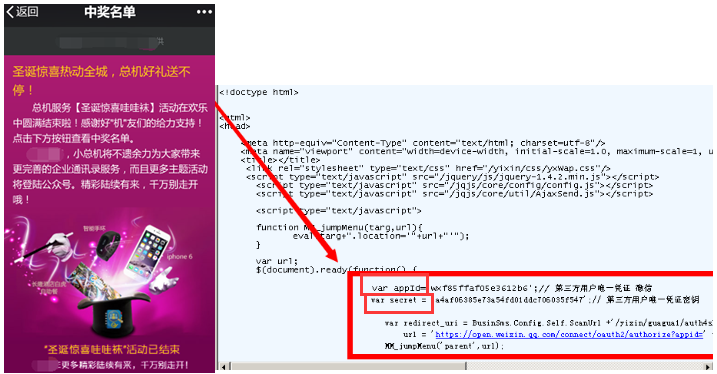 返回
中奖名单
圣诞惊喜热动全城，总机好礼送不
停！
总机服务【圣诞惊喜哇哇袜】活动在欢乐
中圆满结束啦！感谢好"机"友们的给力支持！
点击下方按钮查看中奖名单。
，小总机将不遗余力为大家带来
更完善的企业通讯录服务，而且更多主题活动
将登陆公众号。精彩陆续有来，千万别走开
哦！
智能手环
iphone 6
"圣诞惊喜哇哇袜"活动已结束
更多精彩陆续有来，千万别走开！
<!doctype html>
<html>
<head>
<meta http-equiv="Content-Type" content="text/html; charset=utf-8"/>
<meta name="viewport" content="width=device-width, initial-scale=1.0, maximum-scale=1, u
<title></title>
<link rel="stylesheet" type="text/css" href="/yixin/css/yxWap.css"/>
<script type="text/javascript" src="/jquery/js/jquery-1.4.2.min.js"></script>
<script type="text/javascript" src="/jqjs/core/config/config.js"></script>
<script type="text/javascript" src="/jqjs/core/util/AjaxSend.js"></script>
<script type="text/javascript">
function MM_jumpMenu(targ,url){
eval(targ+".location='"+url+"'");
}
var url;
$(document).ready(function() {
var appId='wxf85ffaf05e3612b6';// 第三方用户唯一凭证 微信
var secret = 'a4af06385e73a54fd01ddc706035f547';// 第三方用户唯一凭证密钥
var redirect_uri = BusinSms.Config.Self.ScanUrl +'/yixin/guagua1/auth4s
url = 'https://open.weixin.qq.com/connect/oauth2/authorize?appid='
MM_jumpMenu('parent',url);